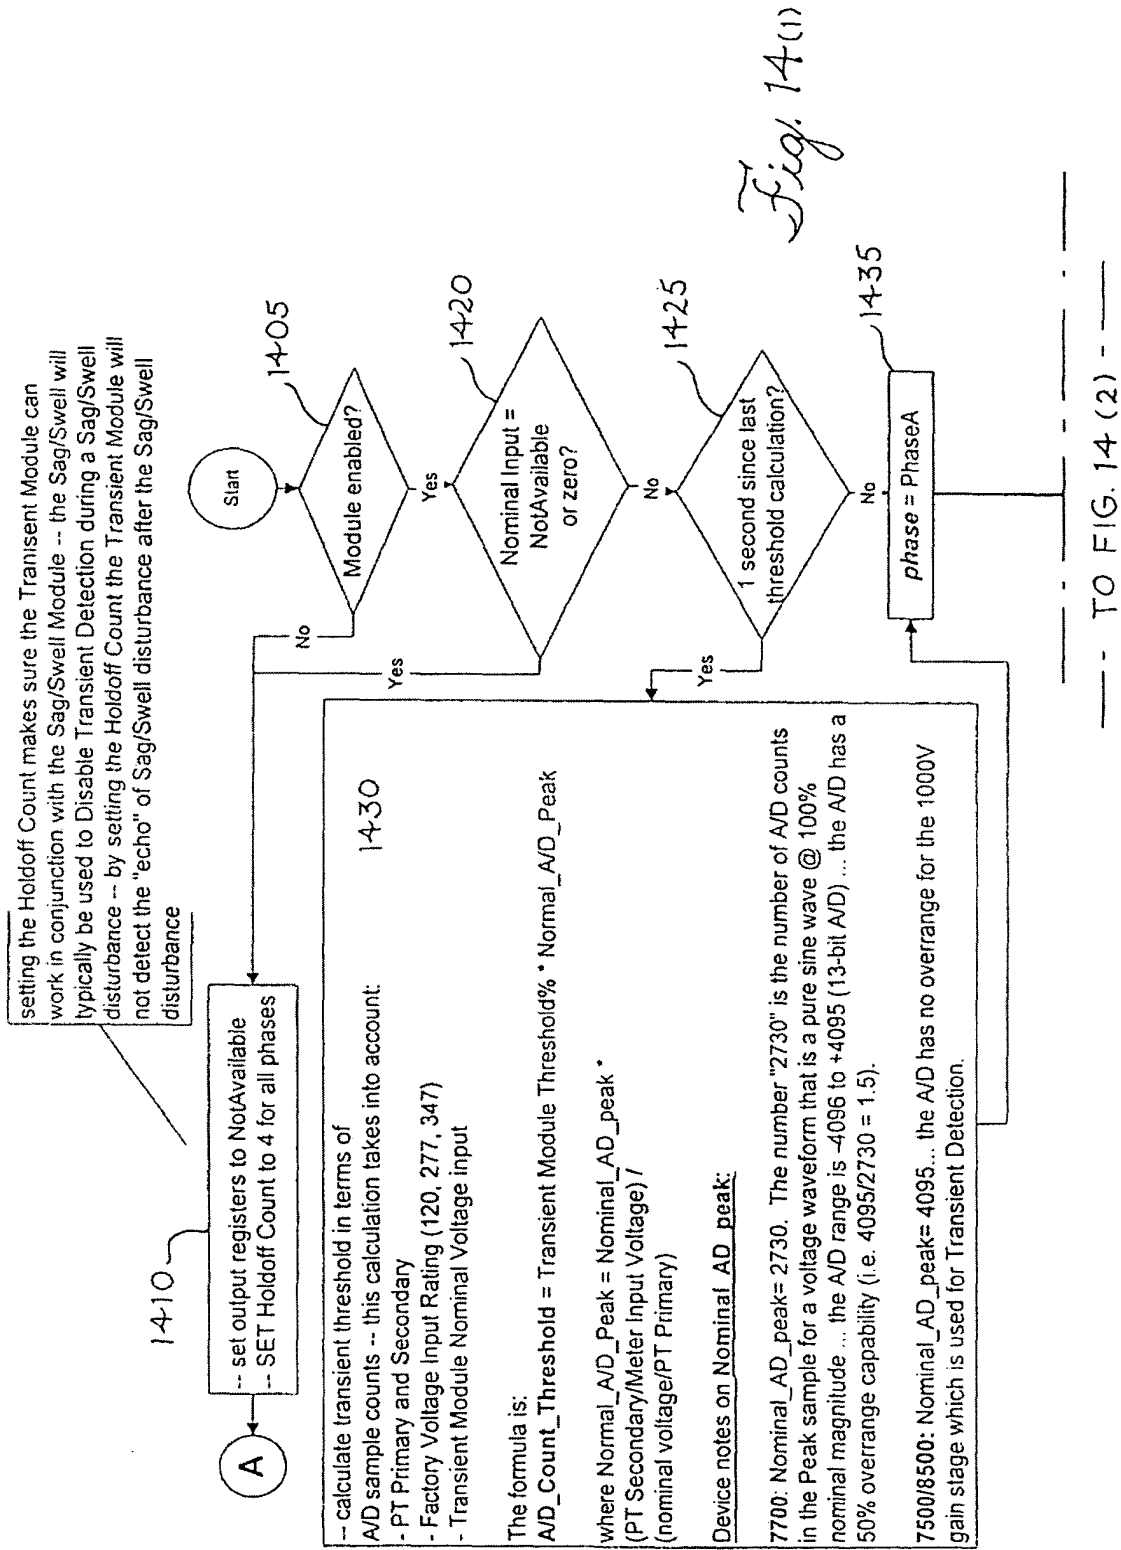 setting the Holdoff Count makes sure the Tranisent Module can
work in conjunction with the Sag/Swell Module -- the Sag/Swell will
typically be used to Disable Transient Detection during a Sag/Swell
disturbance -- by setting the Holdoff Count the Transient Module will
not detect the "echo" of Sag/Swell disturbance after the Sag/Swell
disturbance
1410
A
-- set output registers to NotAvailable
-- SET Holdoff Count to 4 for all phases
Start
Module enabled?
1405
No
Yes
Nominal Input =
NotAvailable
or zero?
1420
Yes
No
1 second since last
threshold calculation?
1425
Yes
No
phase = PhaseA
1435
-- calculate transient threshold in terms of
A/D sample counts -- this calculation takes into account:
- PT Primary and Secondary
- Factory Voltage Input Rating (120, 277, 347)
- Transient Module Nominal Voltage input
1430
The formula is:
A/D_Count_Threshold = Transient Module Threshold% * Normal_A/D_Peak
where Normal_A/D_Peak = Nominal_AD_peak *
(PT Secondary/Meter Input Voltage) /
(nominal voltage/PT Primary)
Device notes on Nominal_AD_peak:
7700: Nominal_AD_peak= 2730. The number "2730" is the number of A/D counts
in the Peak sample for a voltage waveform that is a pure sine wave @ 100%
nominal magnitude ... the A/D range is -4096 to +4095 (13-bit A/D) ... the A/D has a
50% overrange capability (i.e. 4095/2730 = 1.5).
7500/8500: Nominal_AD_peak= 4095... the A/D has no overrange for the 1000V
gain stage which is used for Transient Detection.
Fig. 14(1)
TO FIG. 14 (2)